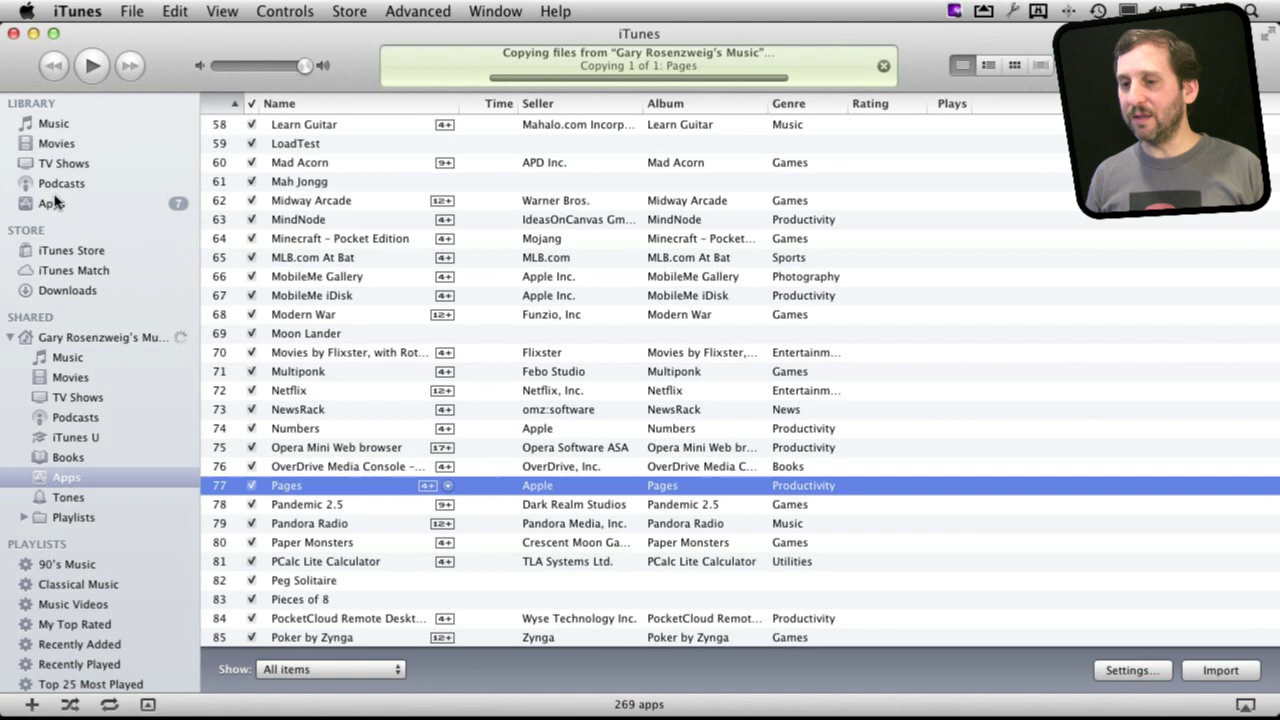 iTunes File Edit View Controls Store Advanced Window Help
iTunes
Copying files from "Gary Rosenzweig's Music"...
Copying 1 of 1: Pages
LIBRARY
Music
Movies
TV Shows
Podcasts
7
STORE
iTunes Store
iTunes Match
Downloads
SHARED
Gary Rosenzweig's Mu...
Music
Movies
TV Shows
Podcasts
iTunes U
Books
Apps
Tones
Playlists
PLAYLISTS
90's Music
Classical Music
Music Videos
My Top Rated
Recently Added
Recently Played
Top 25 Most Played
Name Time Seller Album Genre Rating Plays
58 Learn Guitar 4+ Mahalo.com Incorp... Learn Guitar Music
59 LoadTest
60 Mad Acorn 9+ APD Inc. Mad Acorn Games
61 Mah Jongg
62 Midway Arcade 12+ Warner Bros. Midway Arcade Games
63 MindNode 4+ IdeasOnCanvas Gm... MindNode Productivity
64 Minecraft – Pocket Edition 4+ Mojang Minecraft – Pocket... Games
65 MLB.com At Bat 4+ MLB.com MLB.com At Bat Sports
66 MobileMe Gallery 4+ Apple Inc. MobileMe Gallery Photography
67 MobileMe iDisk 4+ Apple Inc. MobileMe iDisk Productivity
68 Modern War 12+ Funzio, Inc Modern War Games
69 Moon Lander
70 Movies by Flixster, with Rot... 4+ Flixster Movies by Flixster,... Entertainm...
71 Multiponk 4+ Febo Studio Multiponk Games
72 Netflix 12+ Netflix, Inc. Netflix Entertainm...
73 NewsRack 4+ omz:software NewsRack News
74 Numbers 4+ Apple Numbers Productivity
75 Opera Mini Web browser 17+ Opera Software ASA Opera Mini Web br... Productivity
76 OverDrive Media Console –... 4+ OverDrive, Inc. OverDrive Media C... Books
77 Pages 4+ Apple Pages Productivity
78 Pandemic 2.5 9+ Dark Realm Studios Pandemic 2.5 Games
79 Pandora Radio 12+ Pandora Media, Inc. Pandora Radio Music
80 Paper Monsters 4+ Crescent Moon Ga... Paper Monsters Games
81 PCalc Lite Calculator 4+ TLA Systems Ltd. PCalc Lite Calculator Utilities
82 Peg Solitaire
83 Pieces of 8
84 PocketCloud Remote Deskt... 4+ Wyse Technology Inc. PocketCloud Remot... Productivity
85 Poker by Zynga 12+ Zynga Poker by Zynga Games
Show: All items Settings... Import
269 apps